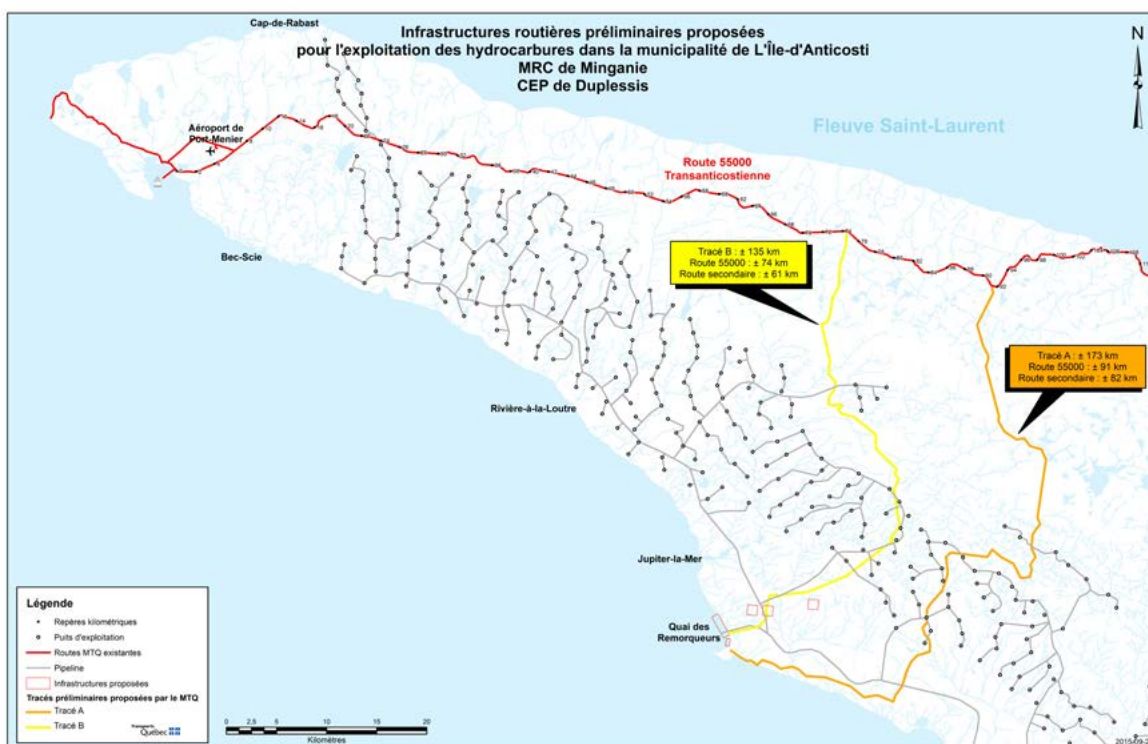 Cap-de-Rabast
Infrastructures routières préliminaires proposées
pour l'exploitation des hydrocarbures dans la municipalité de L'Île-d'Anticosti
MRC de Minganie
CEP de Duplessis
N
Aéroport de
Port-Menier
Fleuve Saint-Laurent
Route 55000
Transanticostienne
Bec-Scie
Tracé B : ± 135 km
Route 55000 : ± 74 km
Route secondaire : ± 61 km
Tracé A : ± 173 km
Route 55000 : ± 91 km
Route secondaire : ± 82 km
Rivière-à-la-Loutre
Jupiter-la-Mer
Quai des
Remorqueurs
Légende
Repères kilométriques
Puits d'exploitation
Routes MTQ existantes
Pipeline
Infrastructures proposées
Tracés préliminaires proposées par le MTQ
Tracé A
Tracé B
Transports
Québec
0 2,5 5 10 15 20
Kilomètres